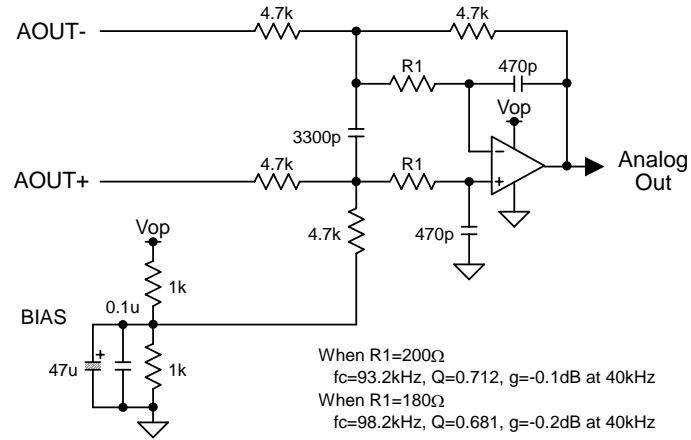 4.7k
4.7k
AOUT-
R1
470p
Vop
3300p
4.7k
R1
AOUT+
Analog
Out
4.7k
470p
Vop
1k
0.1u
BIAS
47u
+
1k
-
+
When R1=200Ω
fc=93.2kHz, Q=0.712, g=-0.1dB at 40kHz
When R1=180Ω
fc=98.2kHz, Q=0.681, g=-0.2dB at 40kHz